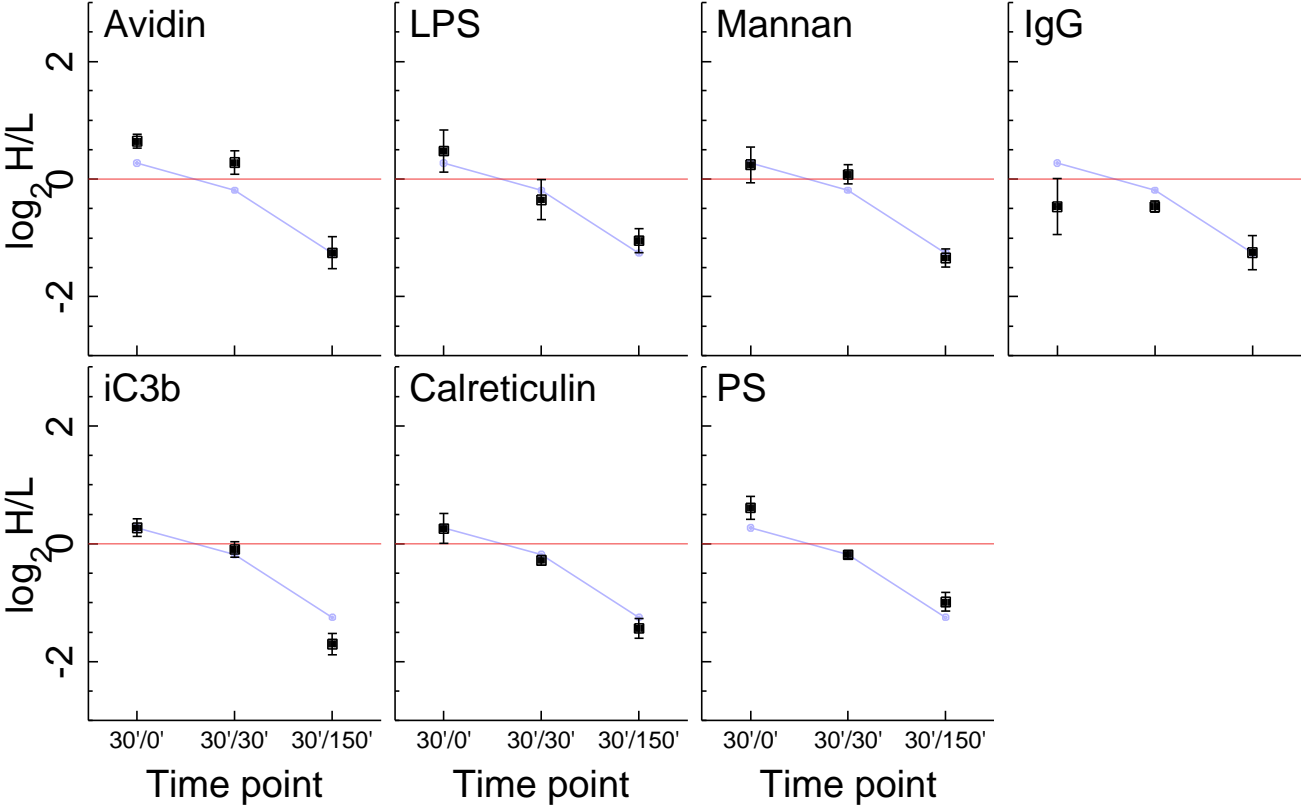 Avidin LPS Mannan IgG
log2 H/L
2
0
-2
iC3b Calreticulin PS
log2 H/L
2
0
-2
30'/0' 30'/30' 30'/150' 30'/0' 30'/30' 30'/150' 30'/0' 30'/30' 30'/150'
Time point Time point Time point